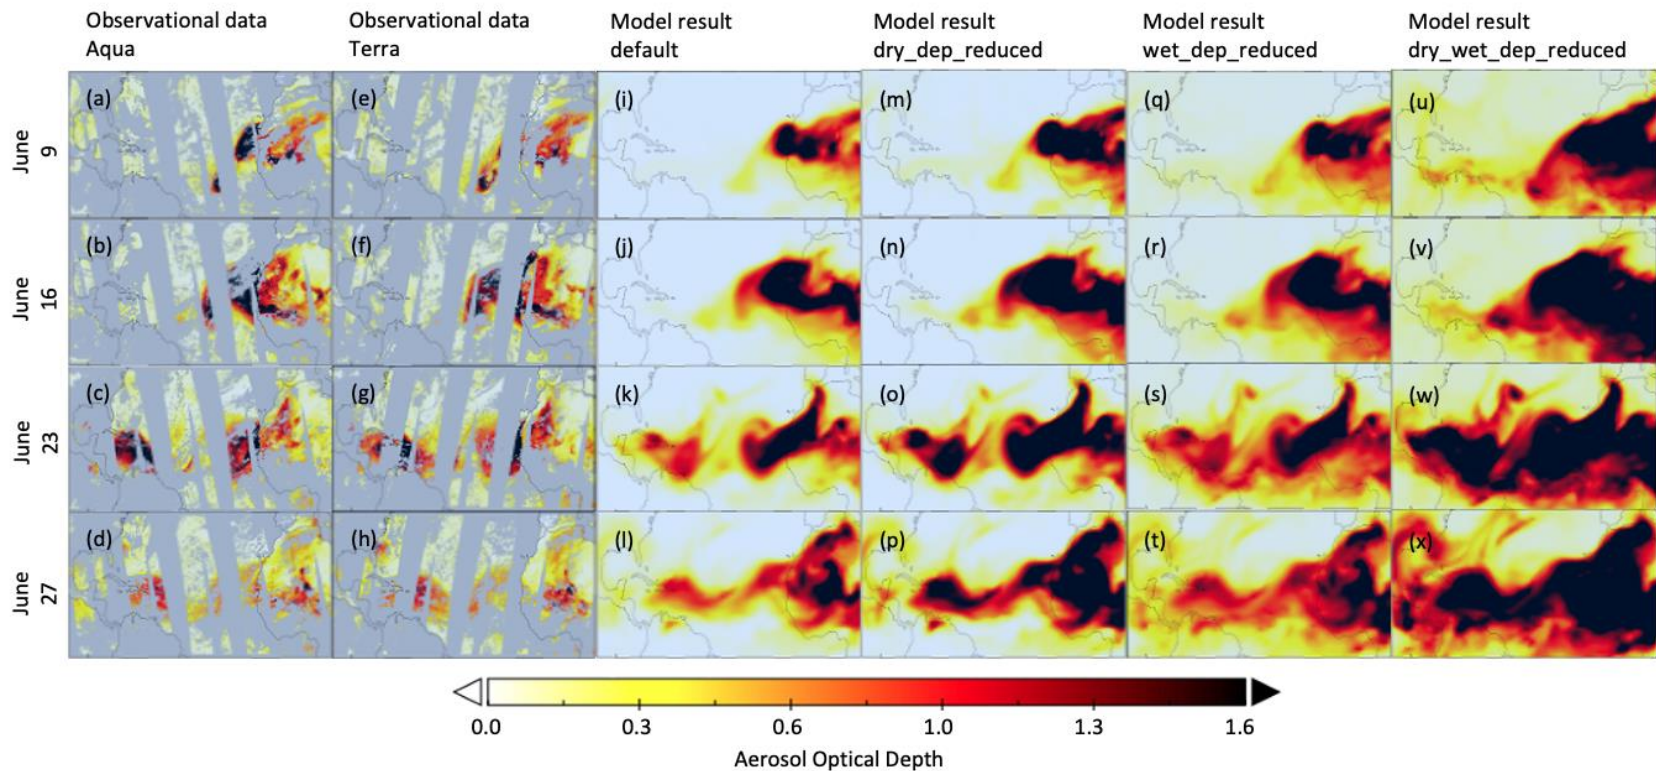 Observational data
Aqua
Observational data
Terra
Model result
default
Model result
dry_dep_reduced
Model result
wet_dep_reduced
Model result
dry_wet_dep_reduced
June
9
(a)
(e)
(i)
(m)
(q)
(u)
June
16
(b)
(f)
(j)
(n)
(r)
(v)
June
23
(c)
(g)
(k)
(o)
(s)
(w)
June
27
(d)
(h)
(l)
(p)
(t)
(x)
0.0
0.3
0.6
1.0
1.3
1.6
Aerosol Optical Depth